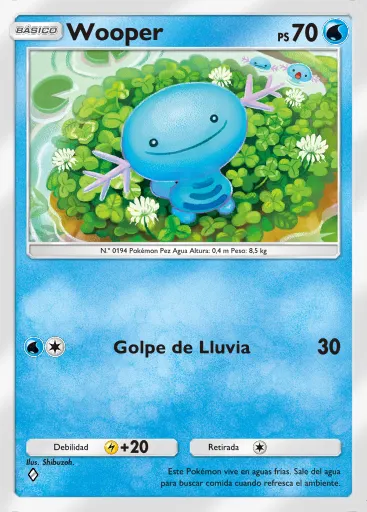 BÁSICO Wooper PS 70
N.º 0194 Pokémon Pez Agua Altura: 0,4 m Peso: 8,5 kg
Golpe de Lluvia 30
Debilidad +20 Retirada
Ilus. Shibuzoh.
Este Pokémon vive en aguas frías. Sale del agua
para buscar comida cuando refresca el ambiente.